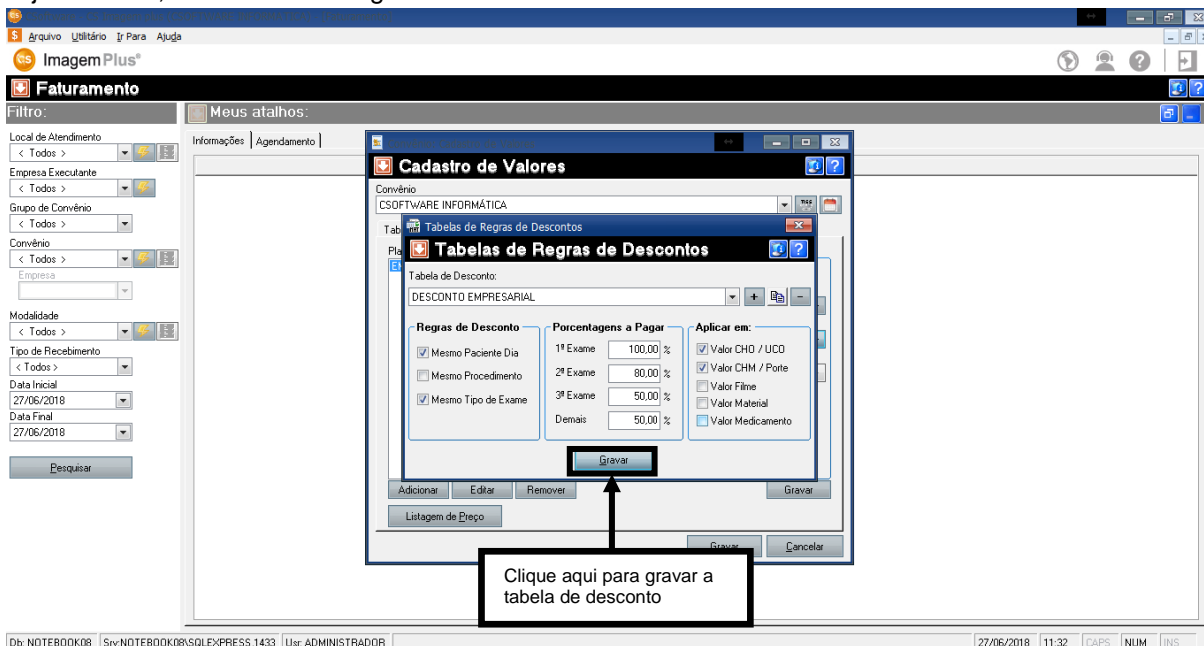 Arquivo Utilitário Ir Para Ajuda
ImagemPlus®
Faturamento
Filtro:
Meus atalhos:
Local de Atendimento
< Todos >
Empresa Executante
< Todos >
Grupo de Convênio
< Todos >
Convênio
< Todos >
Empresa
Modalidade
< Todos >
Tipo de Recebimento
< Todos >
Data Inicial
27/06/2018
Data Final
27/06/2018
Pesquisar
Informações Agendamento
Cadastro de Valores
Convênio
CSOFTWARE INFORMÁTICA
Tabelas de Regras de Descontos
Tabelas de Regras de Descontos
Tabela de Desconto:
DESCONTO EMPRESARIAL
Regras de Desconto
Mesmo Paciente Dia
Mesmo Procedimento
Mesmo Tipo de Exame
Porcentagens a Pagar
1º Exame 100,00 %
2º Exame 80,00 %
3º Exame 50,00 %
Demais 50,00 %
Aplicar em:
Valor CHO / UCO
Valor CHM / Porte
Valor Filme
Valor Material
Valor Medicamento
Gravar
Adicionar Editar Remover Gravar
Listagem de Preço
Gravar Cancelar
Clique aqui para gravar a
tabela de desconto
Db: NOTEBOOK08 Srv:NOTEBOOK08\SQLEXPRESS,1433 Usr: ADMINISTRADOR 27/06/2018 11:32 CAPS NUM INS